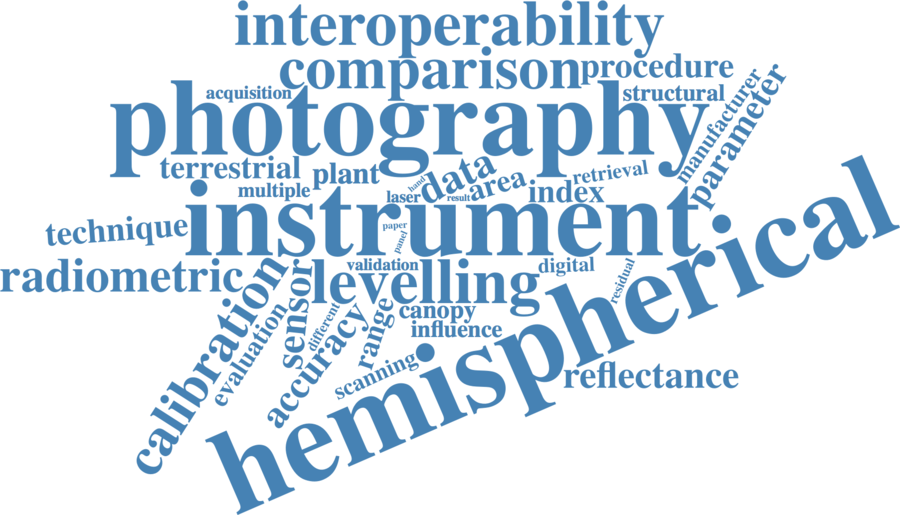 interoperability
comparison
procedure
acquisition
structural
manufacturer
parameter
photography
terrestrial
plant
data
multiple
hand
laser
result
area
index
retrieval
technique
instrument
paper
panel
radiometric
validation
digital
residual
levelling
calibration
evaluation
sensor
different
accuracy
range
canopy
influence
scanning
hemispherical
reflectance